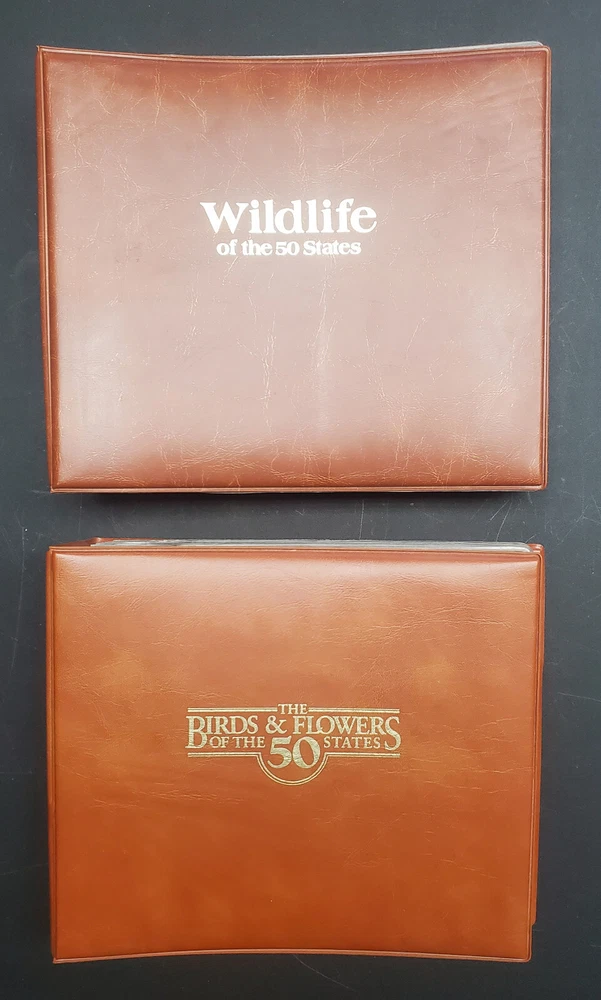 Wildlife
of the 50 States
THE
BIRDS & FLOWERS
OF THE 50 STATES